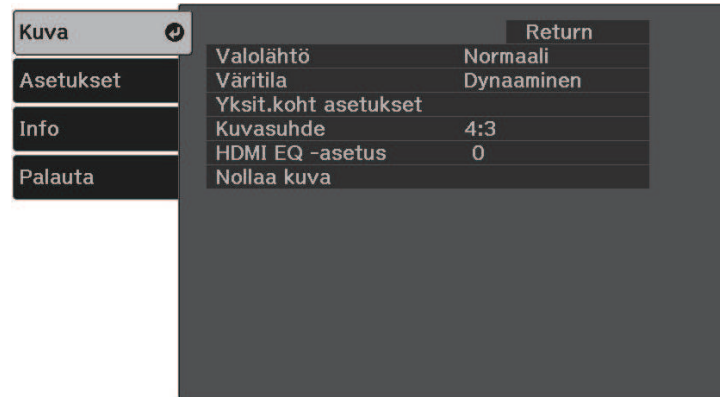 Kuva
Asetukset
Info
Palauta
Return
Valolähtö Normaali
Väritila Dynaaminen
Yksit.koht asetukset
Kuvasuhde 4:3
HDMI EQ -asetus 0
Nollaa kuva